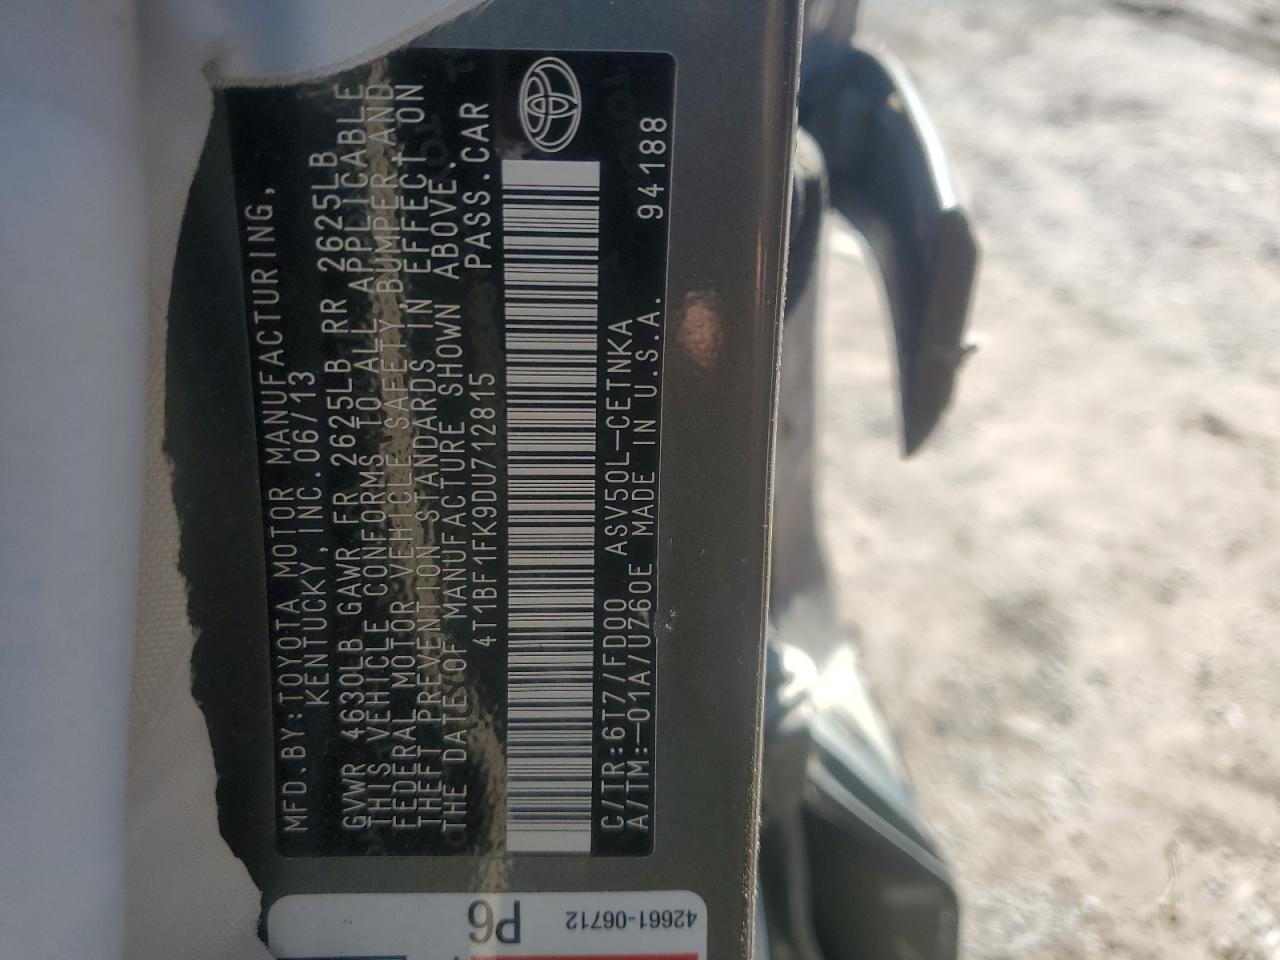 MFD.BY:TOYOTA MOTOR MANUFACTURING,
KENTUCKY,INC.06/13
GVWR 4630LB GAWR FR 2625LB RR 2625LB
THIS VEHICLE CONFORMS TO ALL APPLICABLE
FEDERAL MOTOR VEHICLE SAFETY,BUMPER AND
THEFT PREVENTION STANDARDS IN EFFECT ON
THE DATE OF MANUFACTURE SHOWN ABOVE.
4T1BF1FK9DU712815 PASS.CAR
C/TR:6T7/FD00 ASV50L-CETNKA
A/TM:-01A/UZ60E MADE IN U.S.A.
94188
P6
42661-06712